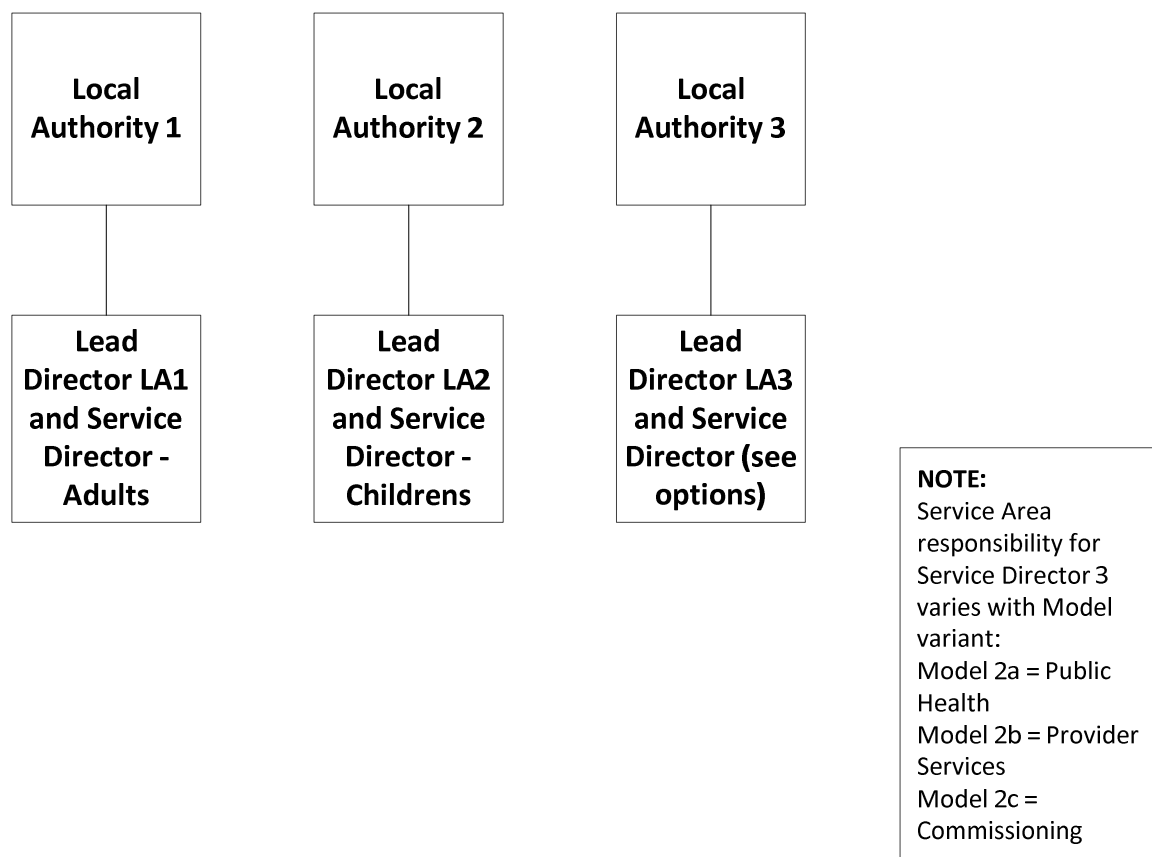 Local
Authority 1
Local
Authority 2
Local
Authority 3
Lead
Director LA1
and Service
Director -
Adults
Lead
Director LA2
and Service
Director -
Childrens
Lead
Director LA3
and Service
Director (see
options)
NOTE:
Service Area
responsibility for
Service Director 3
varies with Model
variant:
Model 2a = Public
Health
Model 2b = Provider
Services
Model 2c =
Commissioning